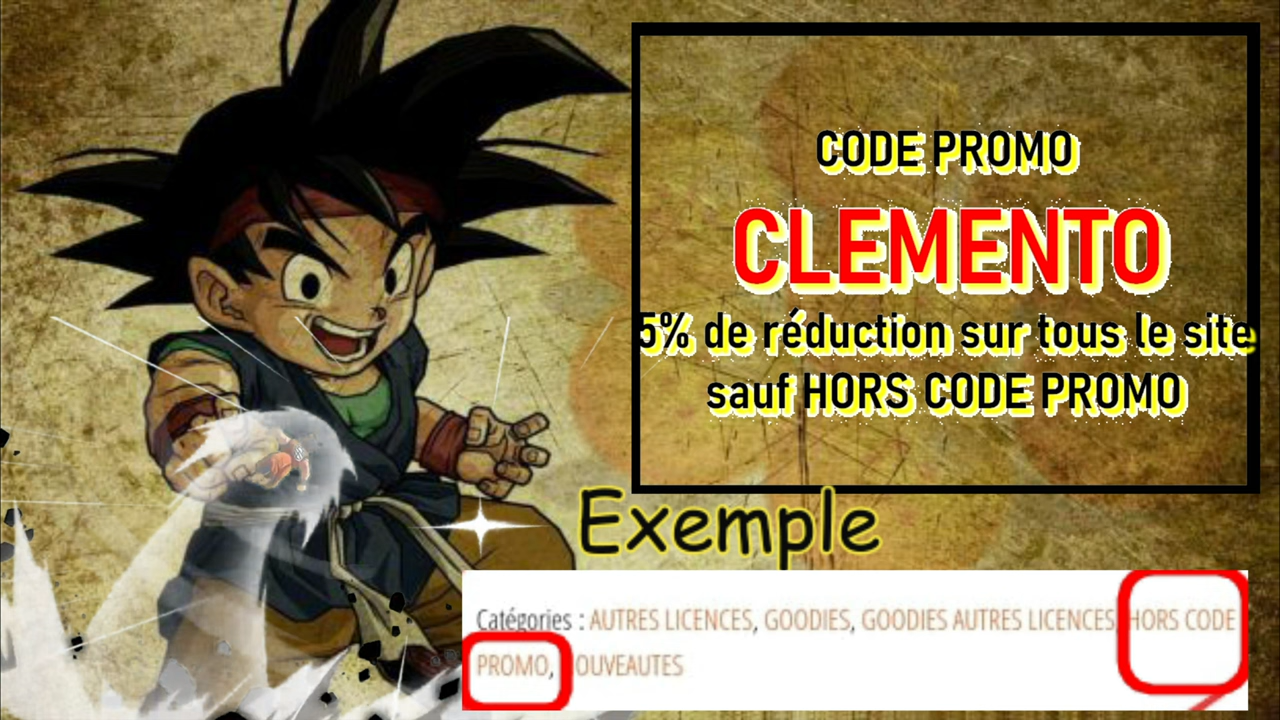 CODE PROMO
CLEMENTO
5% de réduction sur tous le site
sauf HORS CODE PROMO
Exemple
Catégories : AUTRES LICENCES, GOODIES, GOODIES AUTRES LICENCES, HORS CODE
PROMO, OUVEAUTES